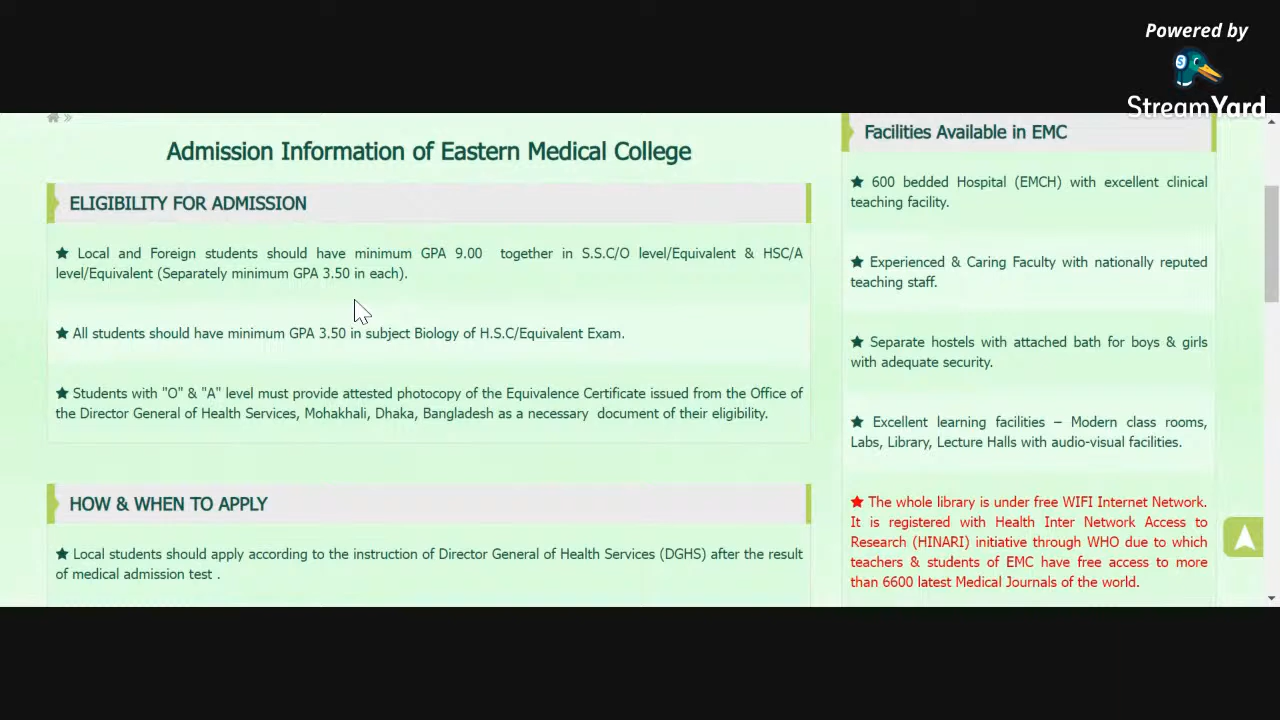 Powered by
StreamYard
Admission Information of Eastern Medical College
ELIGIBILITY FOR ADMISSION
★ Local and Foreign students should have minimum GPA 9.00 together in S.S.C/O level/Equivalent & HSC/A
level/Equivalent (Separately minimum GPA 3.50 in each).
★ All students should have minimum GPA 3.50 in subject Biology of H.S.C/Equivalent Exam.
★ Students with "O" & "A" level must provide attested photocopy of the Equivalence Certificate issued from the Office of
the Director General of Health Services, Mohakhali, Dhaka, Bangladesh as a necessary document of their eligibility.
HOW & WHEN TO APPLY
★ Local students should apply according to the instruction of Director General of Health Services (DGHS) after the result
of medical admission test .
Facilities Available in EMC
★ 600 bedded Hospital (EMCH) with excellent clinical
teaching facility.
★ Experienced & Caring Faculty with nationally reputed
teaching staff.
★ Separate hostels with attached bath for boys & girls
with adequate security.
★ Excellent learning facilities – Modern class rooms,
Labs, Library, Lecture Halls with audio-visual facilities.
★ The whole library is under free WIFI Internet Network.
It is registered with Health Inter Network Access to
Research (HINARI) initiative through WHO due to which
teachers & students of EMC have free access to more
than 6600 latest Medical Journals of the world.